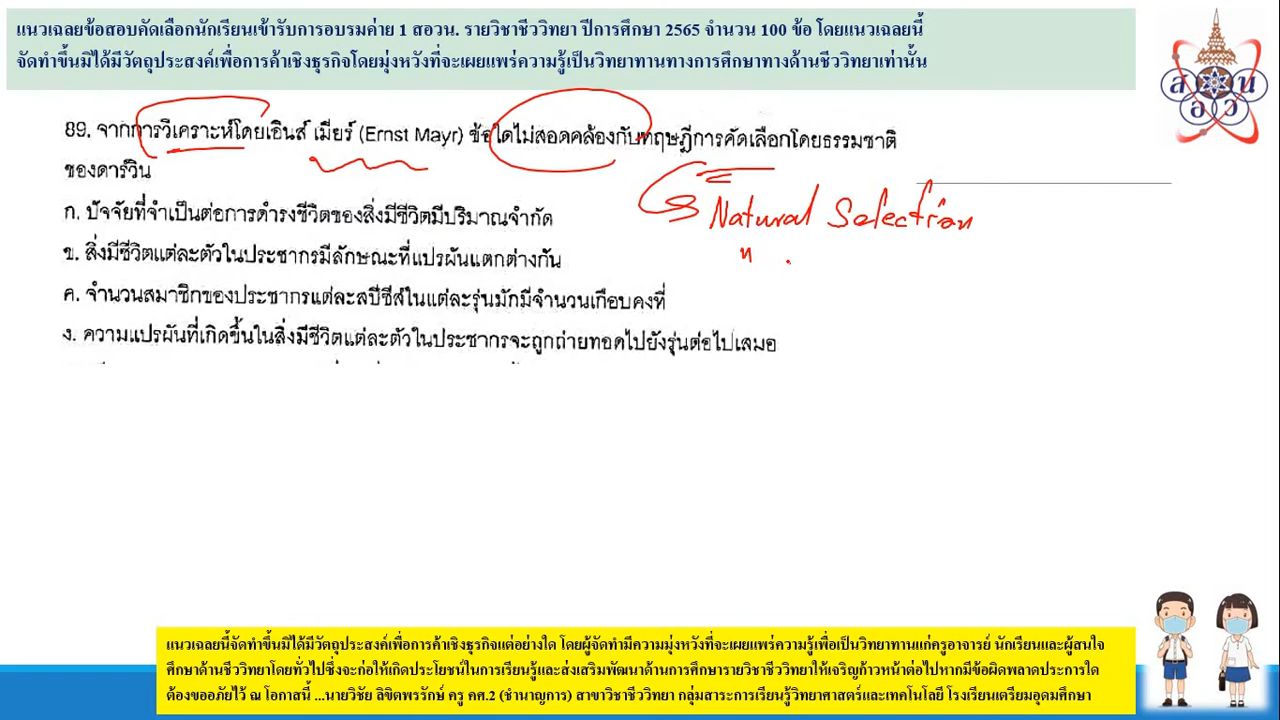 แนวเฉลยข้อสอบคัดเลือกนักเรียนเข้ารับการอบรมค่าย 1 สอวน. รายวิชาชีววิทยา ปีการศึกษา 2565 จำนวน 100 ข้อ โดยแนวเฉลยนี้
จัดทำขึ้นมิได้มีวัตถุประสงค์เพื่อการค้าเชิงธุรกิจโดยมุ่งหวังที่จะเผยแพร่ความรู้เป็นวิทยาทานทางการศึกษาทางด้านชีววิทยาเท่านั้น
ส อ ว น
89. จากการวิเคราะห์โดยเอินส์ เมียร์ (Ernst Mayr) ข้อใดไม่สอดคล้องกับทฤษฎีการคัดเลือกโดยธรรมชาติ
ของดาร์วิน
Natural Selection
ก. ปัจจัยที่จำเป็นต่อการดำรงชีวิตของสิ่งมีชีวิตมีปริมาณจำกัด
ข. สิ่งมีชีวิตแต่ละตัวในประชากรมีลักษณะที่แปรผันแตกต่างกัน
ค. จำนวนสมาชิกของประชากรแต่ละสปีชีส์ในแต่ละรุ่นมักมีจำนวนเกือบคงที่
ง. ความแปรผันที่เกิดขึ้นในสิ่งมีชีวิตแต่ละตัวในประชากรจะถูกถ่ายทอดไปยังรุ่นต่อไปเสมอ
แนวเฉลยนี้จัดทำขึ้นมิได้มีวัตถุประสงค์เพื่อการค้าเชิงธุรกิจแต่อย่างใด โดยผู้จัดทำมีความมุ่งหวังที่จะเผยแพร่ความรู้เพื่อเป็นวิทยาทานแก่ครูอาจารย์ นักเรียนและผู้สนใจ
ศึกษาด้านชีววิทยาโดยทั่วไปซึ่งจะก่อให้เกิดประโยชน์ในการเรียนรู้และส่งเสริมพัฒนาด้านการศึกษารายวิชาชีววิทยาให้เจริญก้าวหน้าต่อไปหากมีข้อผิดพลาดประการใด
ต้องขออภัยไว้ ณ โอกาสนี้ ...นายวิชัย ลิขิตพรรักษ์ ครู คศ.2 (ชำนาญการ) สาขาวิชาชีววิทยา กลุ่มสาระการเรียนรู้วิทยาศาสตร์และเทคโนโลยี โรงเรียนเตรียมอุดมศึกษา